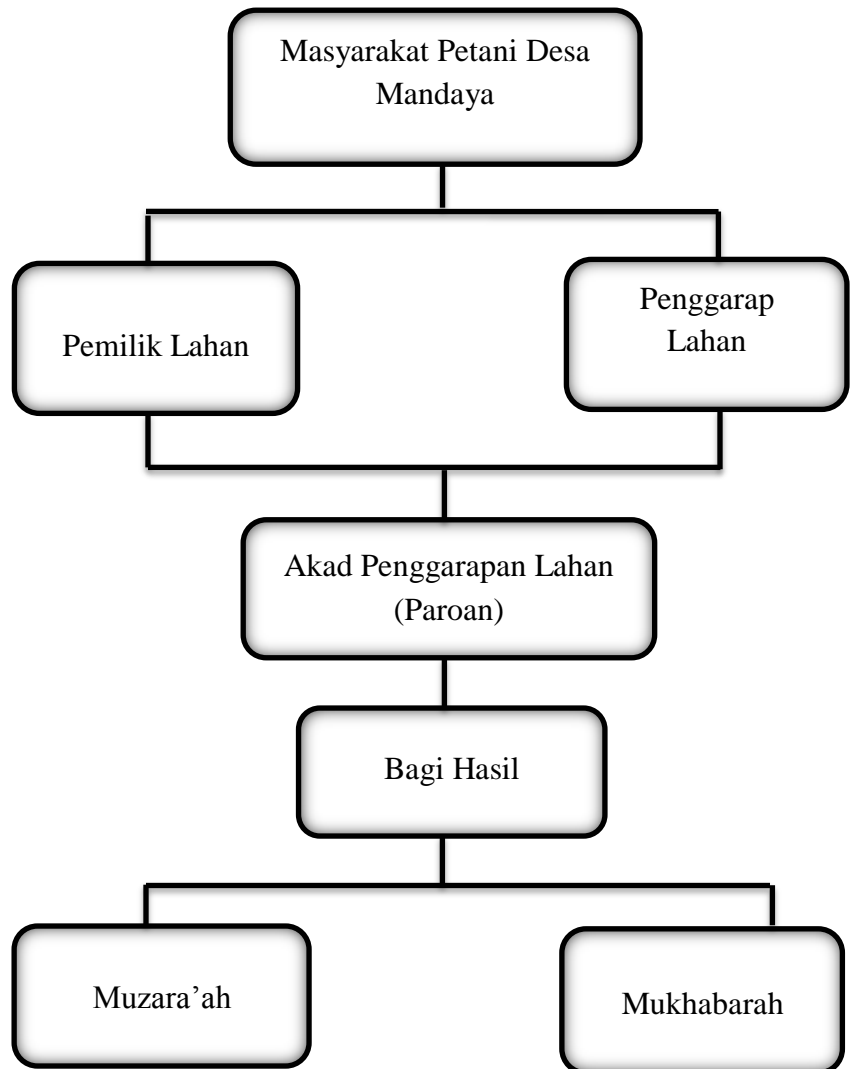 Masyarakat Petani Desa
Mandaya
Pemilik Lahan
Penggarap
Lahan
Akad Penggarapan Lahan
(Paroan)
Bagi Hasil
Muzara’ah
Mukhabarah